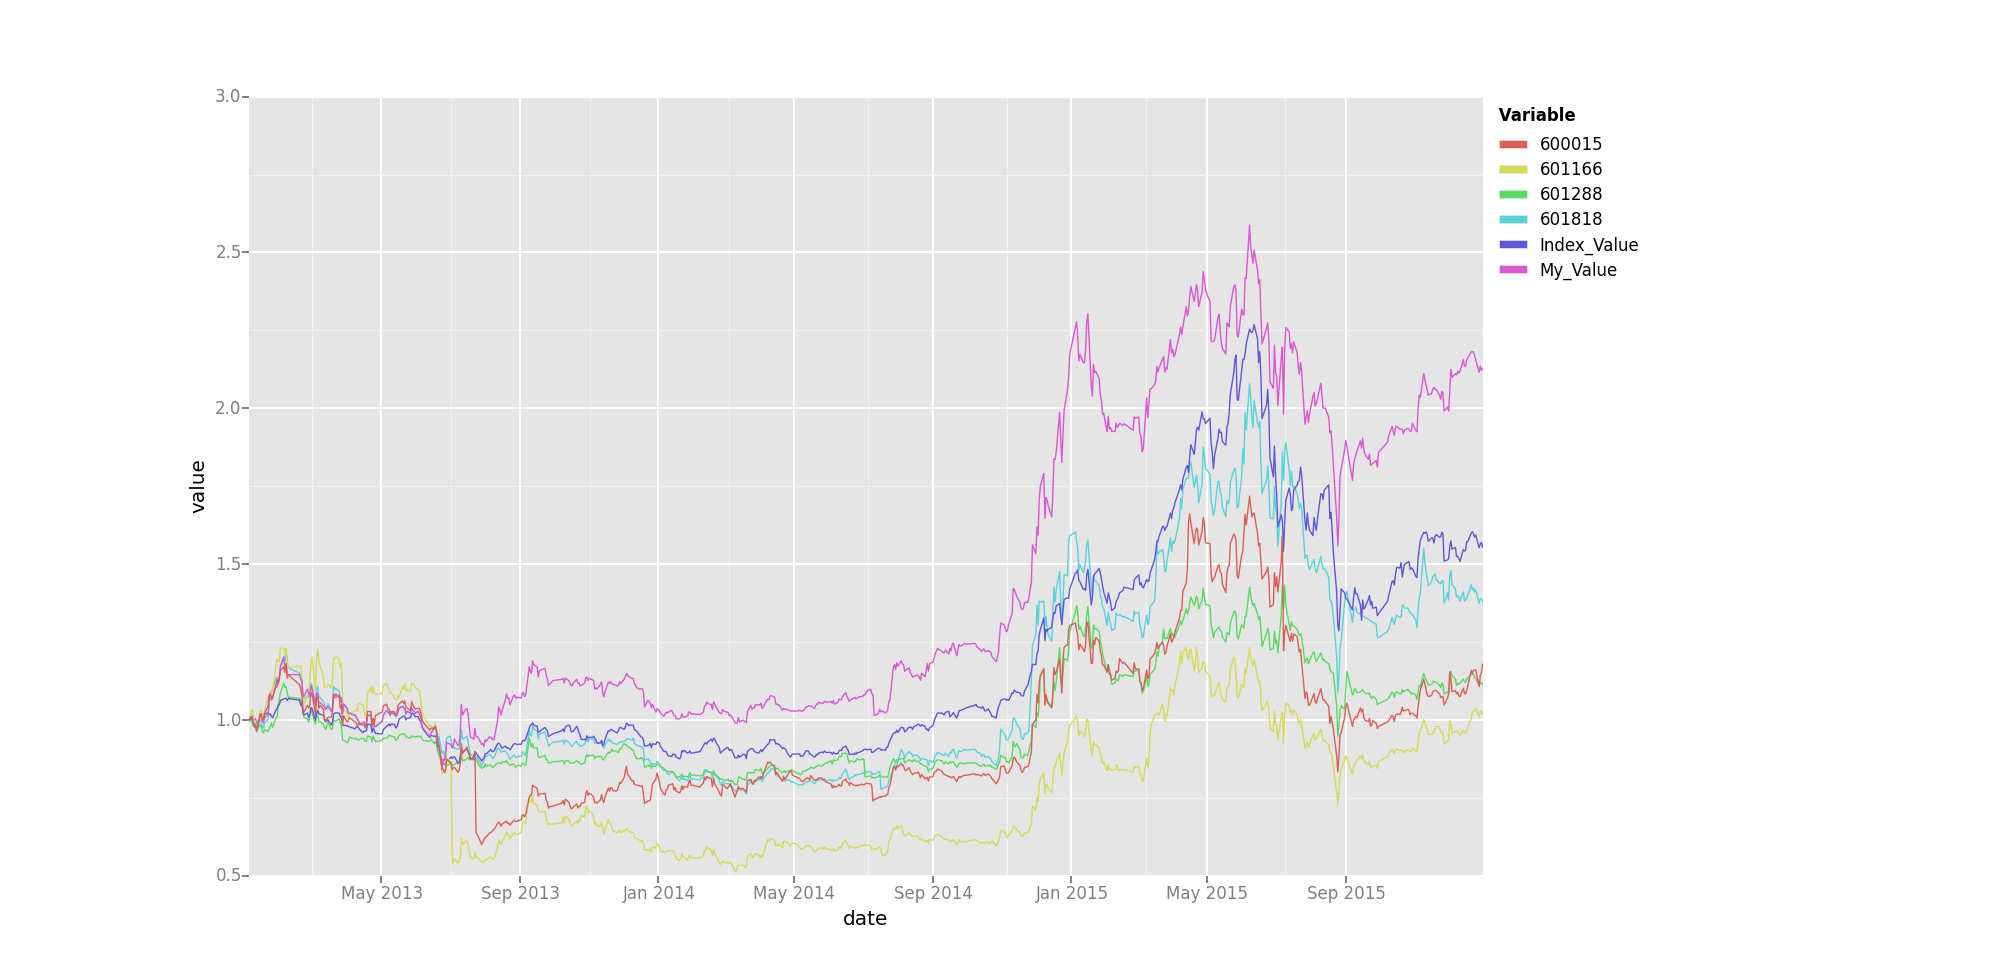 3.0
2.5
2.0
1.5
1.0
0.5
value
May 2013
Sep 2013
Jan 2014
May 2014
Sep 2014
Jan 2015
May 2015
Sep 2015
date
Variable
600015
601166
601288
601818
Index_Value
My_Value